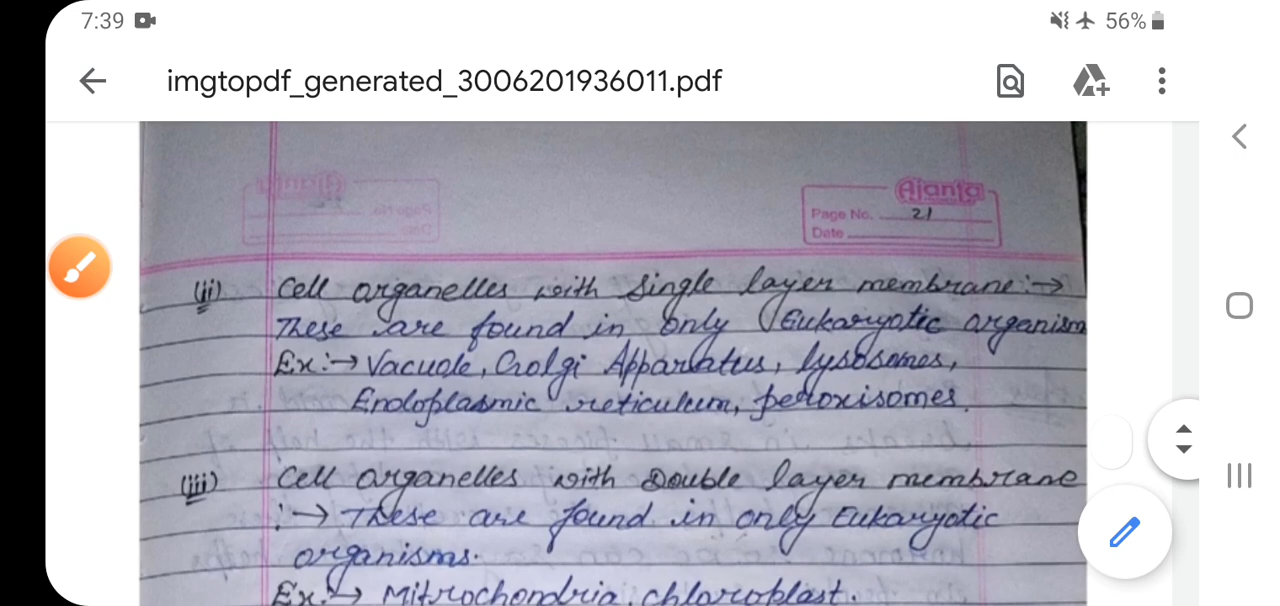 7:39
56%
imgtopdf_generated_3006201936011.pdf
Ajanta
Page No. 21
Date
(ii) Cell organelles with single layer membrane :→
These are found in only Eukaryotic organism
Ex:→ Vacuole, Golgi Apparatus, lysosomes,
Endoplasmic reticulum, peroxisomes.
(iii) Cell organelles with Double layer membrane
:→ These are found in only Eukaryotic
organisms.
Ex:→ Mitrochondria, chloroplast.